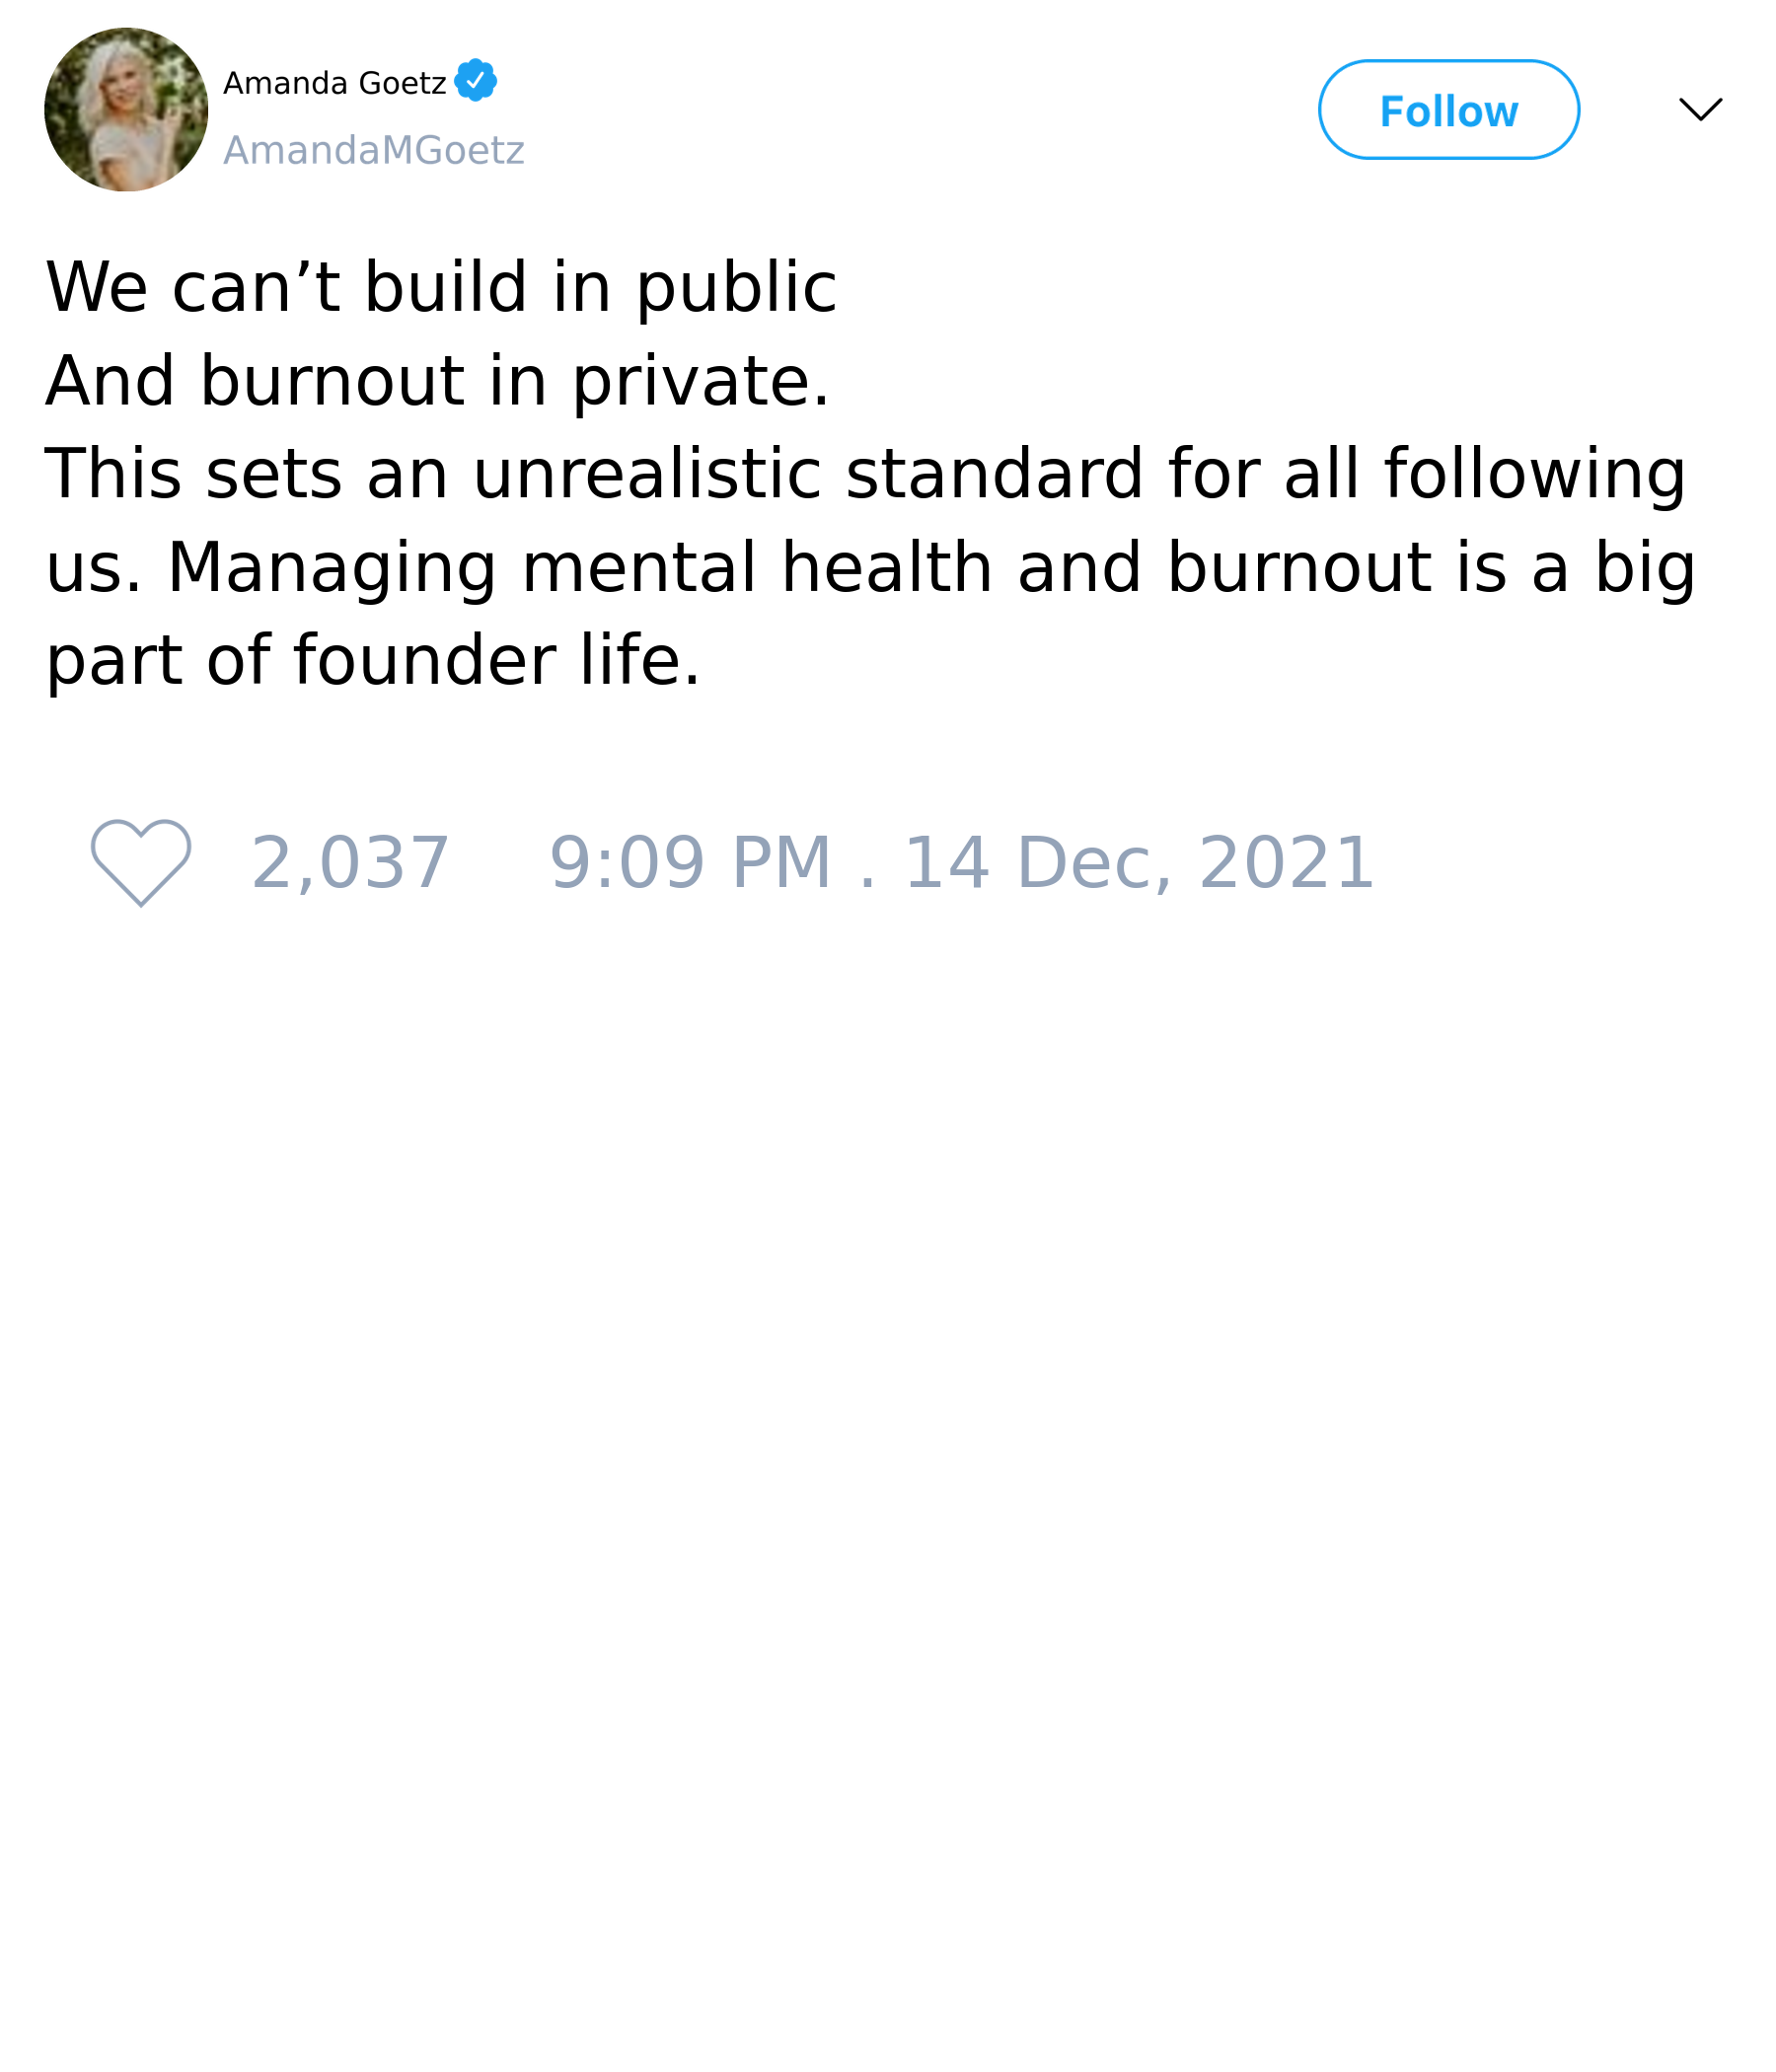 Amanda Goetz
AmandaMGoetz
Follow
We can’t build in public
And burnout in private.
This sets an unrealistic standard for all following
us. Managing mental health and burnout is a big
part of founder life.
2,037 9:09 PM . 14 Dec, 2021